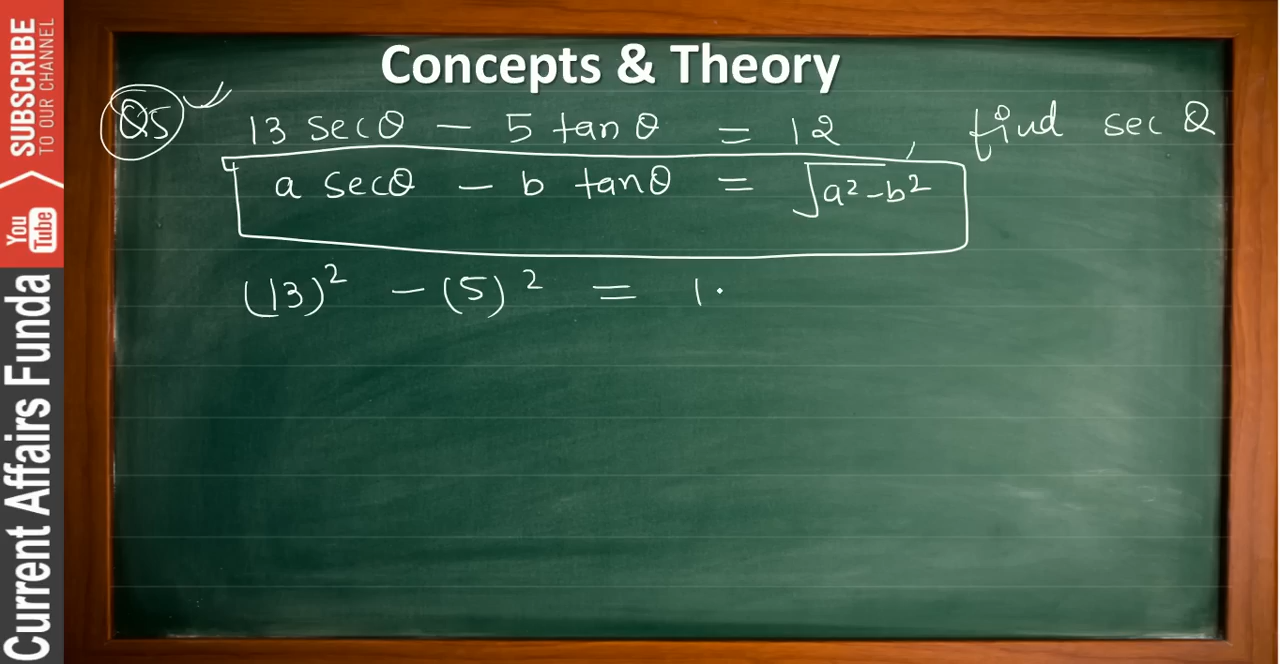 Concepts & Theory
Q5 13 secθ - 5 tanθ = 12, find sec Q
a secθ - b tanθ = √a²-b²
(13)² - (5)² = 1
SUBSCRIBE
TO OUR CHANNEL
You
Tube
Current Affairs Funda